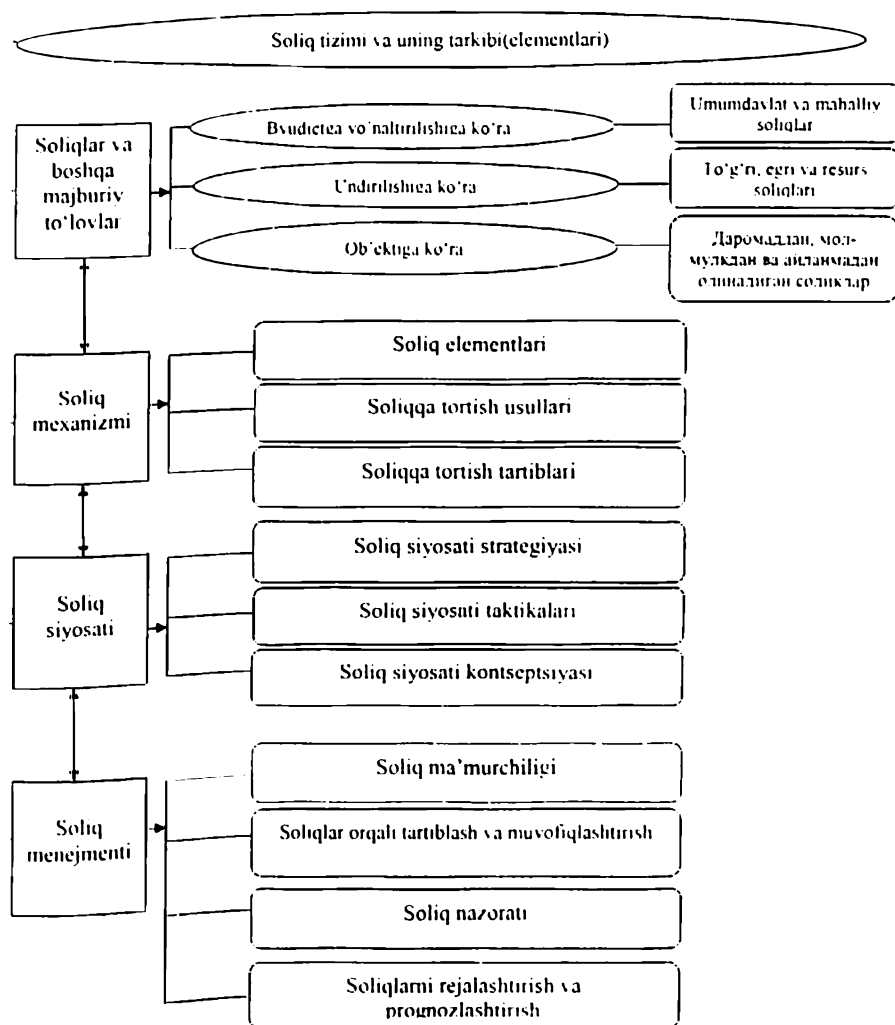 Soliq tizimi va uning tarkibi(elementlari)
Soliqlar va
boshqa
majburiy
to‘lovlar
Byudjetga yo‘naltirilishiga ko‘ra
Umumdavlat va mahalliy
soliqlar
Undirilishiga ko‘ra
To‘g‘ri, egri va resurs
soliqlari
Ob’ektiga ko‘ra
Даромаддан, мол-
мулкдан ва айланмадан
олинадиган соликлар
Soliq
mexanizmi
Soliq elementlari
Soliqqa tortish usullari
Soliqqa tortish tartiblari
Soliq
siyosati
Soliq siyosati strategiyasi
Soliq siyosati taktikalari
Soliq siyosati kontseptsiyasi
Soliq
menejmenti
Soliq ma’murchiligi
Soliqlar orqali tartiblash va muvofiqlashtirish
Soliq nazorati
Soliqlarni rejalashtirish va
prognozlashtirish